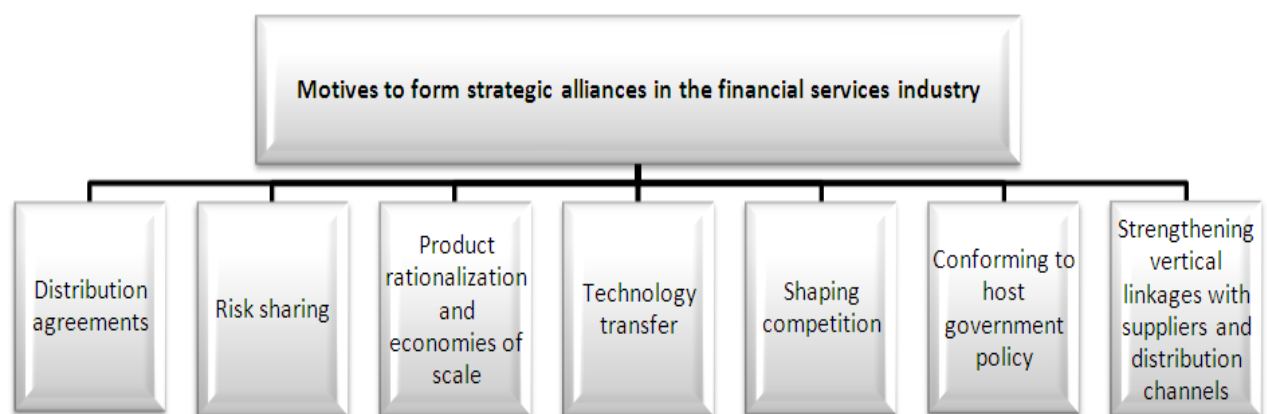 Motives to form strategic alliances in the financial services industry
Distribution
agreements
Risk sharing
Product
rationalization
and
economies of
scale
Technology
transfer
Shaping
competition
Conforming to
host
government
policy
Strengthening
vertical
linkages with
suppliers and
distribution
channels